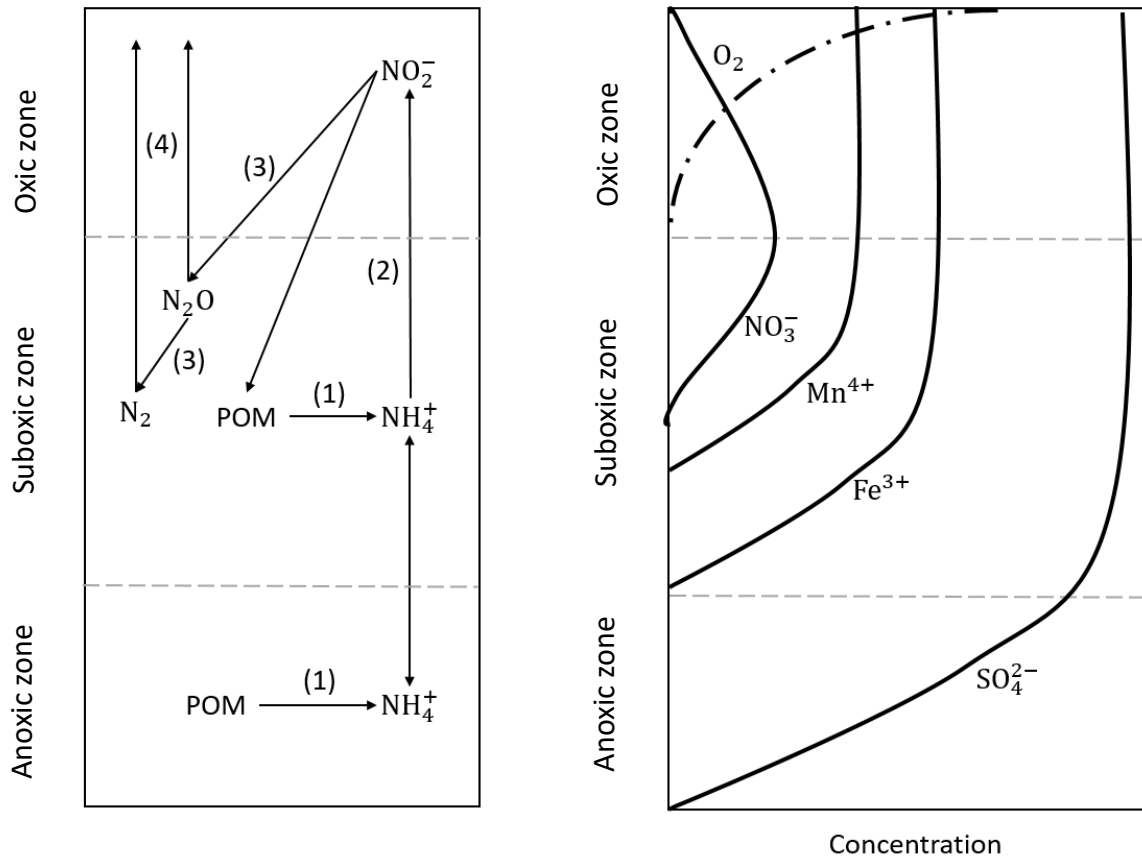 Oxic zone
Suboxic zone
Anoxic zone
NO₂⁻
(4)
(3)
(2)
N₂O
(3)
N₂
POM
(1)
NH₄⁺
POM
(1)
NH₄⁺
Oxic zone
Suboxic zone
Anoxic zone
O₂
NO₃⁻
Mn⁴⁺
Fe³⁺
SO₄²⁻
Concentration